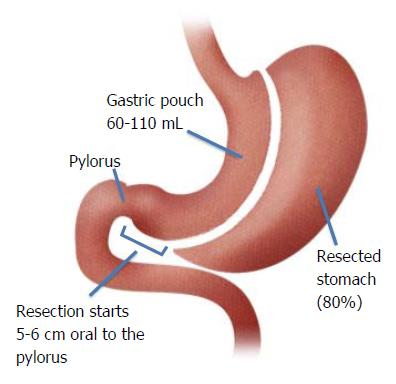 Gastric pouch
60-110 mL
Pylorus
Resected
stomach
(80%)
Resection starts
5-6 cm oral to the
pylorus